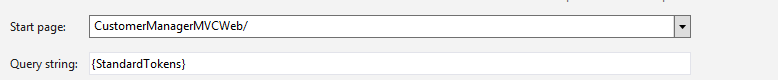 Start page: CustomerManagerMVCWeb/
Query string: {StandardTokens}